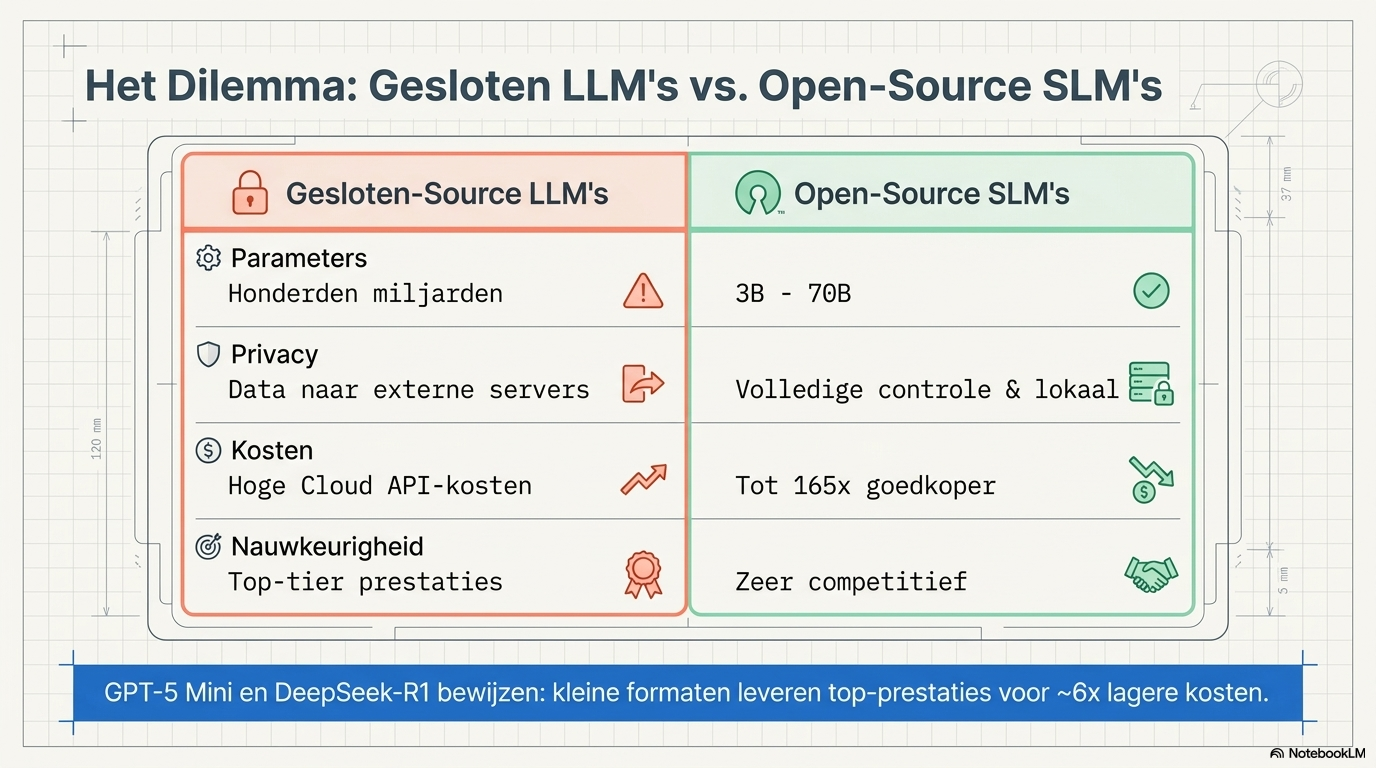 Het Dilemma: Gesloten LLM's vs. Open-Source SLM's
Gesloten-Source LLM's
Open-Source SLM's
Parameters
Honderden miljarden
3B - 70B
Privacy
Data naar externe servers
Volledige controle & lokaal
$ Kosten
Hoge Cloud API-kosten
Tot 165x goedkoper
$
Nauwkeurigheid
Top-tier prestaties
Zeer competitief
120 mm
37 mm
5 mm
TM
GPT-5 Mini en DeepSeek-R1 bewijzen: kleine formaten leveren top-prestaties voor ~6x lagere kosten.
NotebookLM